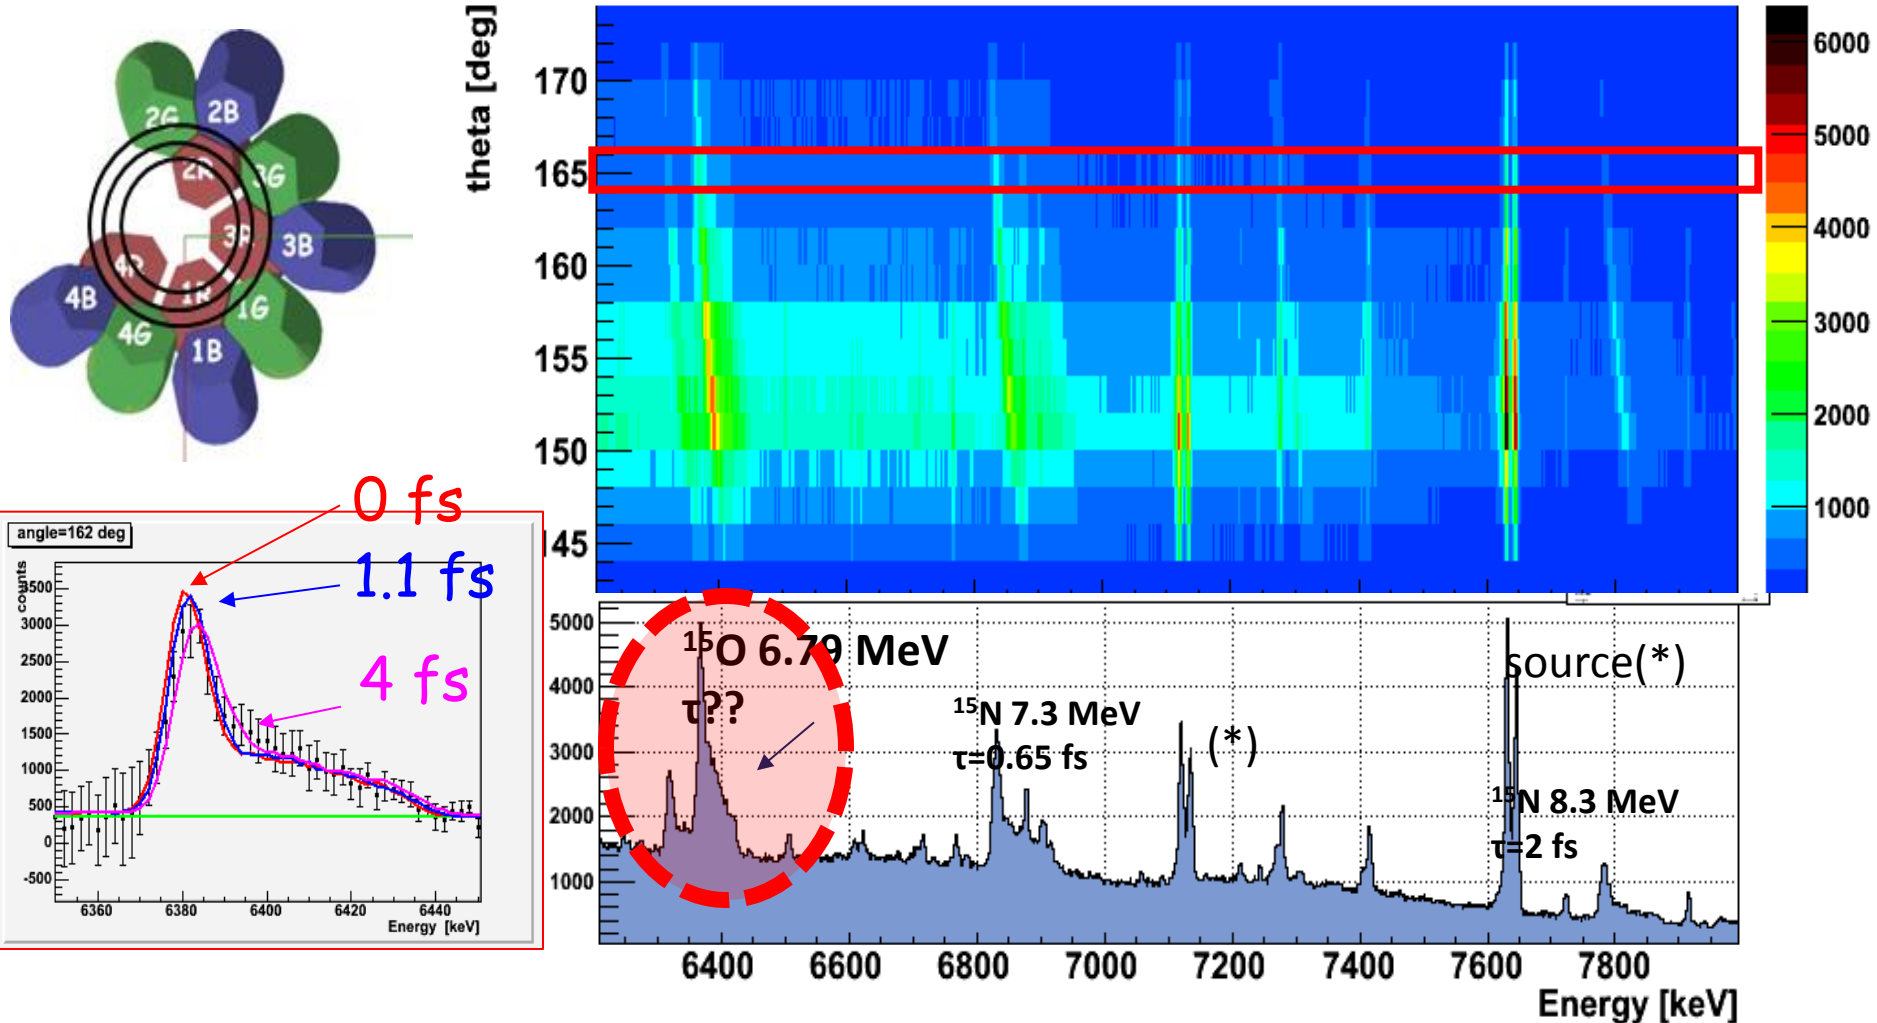 2G
2B
2R
3G
3R
3B
4R
1R
4B
1G
4G
1B
theta [deg]
170
165
160
155
150
145
6000
5000
4000
3000
2000
1000
0 fs
1.1 fs
4 fs
angle=162 deg
counts
3500
3000
2500
2000
1500
1000
500
0
-500
6360
6380
6400
6420
6440
Energy [keV]
5000
4000
3000
2000
1000
¹⁵O 6.79 MeV
τ??
¹⁵N 7.3 MeV
τ=0.65 fs
(*)
source(*)
¹⁵N 8.3 MeV
τ=2 fs
6400
6600
6800
7000
7200
7400
7600
7800
Energy [keV]